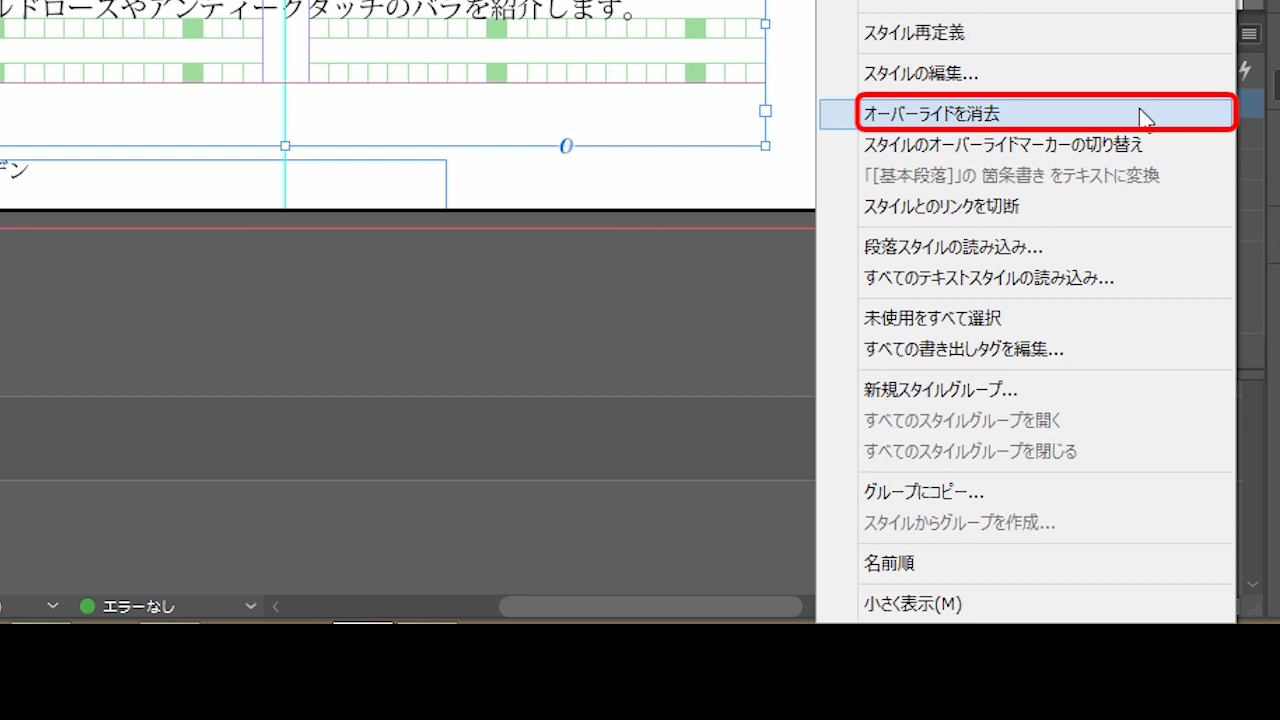 ルドローズやアンティークタッチのバラを紹介します。
デン
スタイル再定義
スタイルの編集...
オーバーライドを消去
スタイルのオーバーライドマーカーの切り替え
「[基本段落]」の 箇条書き をテキストに変換
スタイルとのリンクを切断
段落スタイルの読み込み...
すべてのテキストスタイルの読み込み...
未使用をすべて選択
すべての書き出しタグを編集...
新規スタイルグループ...
すべてのスタイルグループを開く
すべてのスタイルグループを閉じる
グループにコピー...
スタイルからグループを作成...
名前順
小さく表示(M)
エラーなし